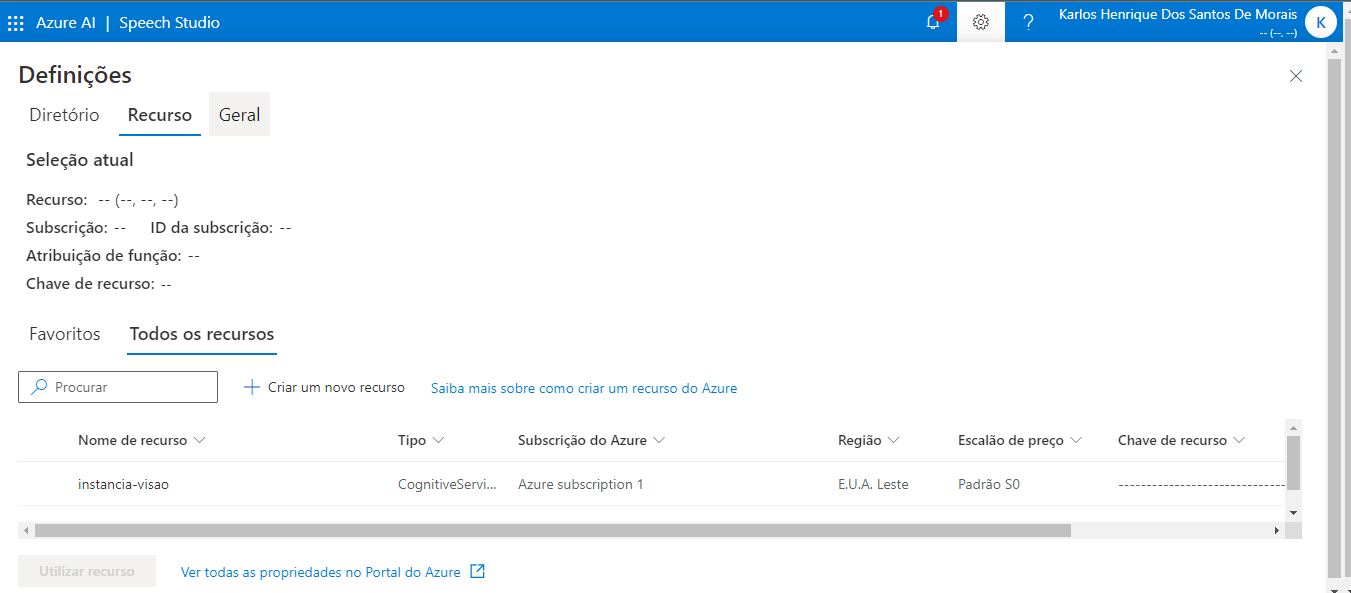 Azure AI | Speech Studio
1
?
Karlos Henrique Dos Santos De Morais
-- (--, --)
K
Definições
Diretório Recurso Geral
Seleção atual
Recurso: -- (--, --, --)
Subscrição: -- ID da subscrição: --
Atribuição de função: --
Chave de recurso: --
Favoritos Todos os recursos
Procurar Criar um novo recurso Saiba mais sobre como criar um recurso do Azure
Nome de recurso Tipo Subscrição do Azure Região Escalão de preço Chave de recurso
instancia-visao CognitiveServi... Azure subscription 1 E.U.A. Leste Padrão S0 ------------------------------
Utilizar recurso Ver todas as propriedades no Portal do Azure